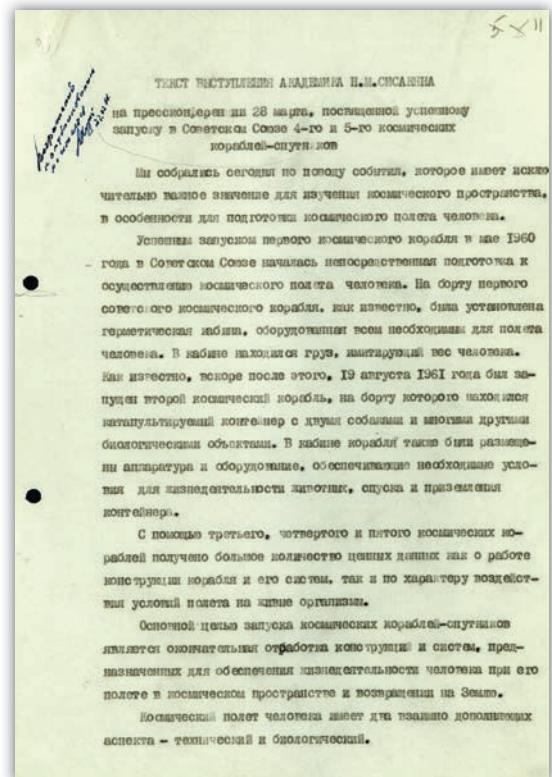 5 X 11
ТЕКСТ ВЫСТУПЛЕНИЯ АКАДЕМИКА Н.М.СИСАКЯНА
на прессконференции 28 марта, посвященной успешному
запуску в Советском Союзе 4-го и 5-го космических
кораблей-спутников
Мы собрались сегодня по поводу события, которое имеет исклю
чительно важное значение для изучения космического пространства,
в особенности для подготовки космического полета человека.
Успешным запуском первого космического корабля в мае 1960
года в Советском Союзе началась непосредственная подготовка к
осуществлению космического полета человека. На борту первого
советского космического корабля, как известно, была установлена
герметическая кабина, оборудованная всем необходимым для полета
человека. В кабине находился груз, имитирующий вес человека.
Как известно, вскоре после этого, 19 августа 1961 года был за-
пущен второй космический корабль, на борту которого находился
катапультируемый контейнер с двумя собаками и многими другими
биологическими объектами. В кабине корабля также были размеще-
ны аппаратура и оборудование, обеспечивающие необходимые усло-
вия для жизнедеятельности животных, спуска и приземления
контейнера.
С помощью третьего, четвертого и пятого космических ко-
раблей получено большое количество ценных данных как о работе
конструкции корабля и его систем, так и по характеру воздейст-
вия условий полета на живые организмы.
Основной целью запуска космических кораблей-спутников
является окончательная отработка конструкций и систем, пред-
назначенных для обеспечения жизнедеятельности человека при его
полете в космическом пространстве и возвращении на Землю.
Космический полет человека имеет два взаимно дополняющих
аспекта - технический и биологический.